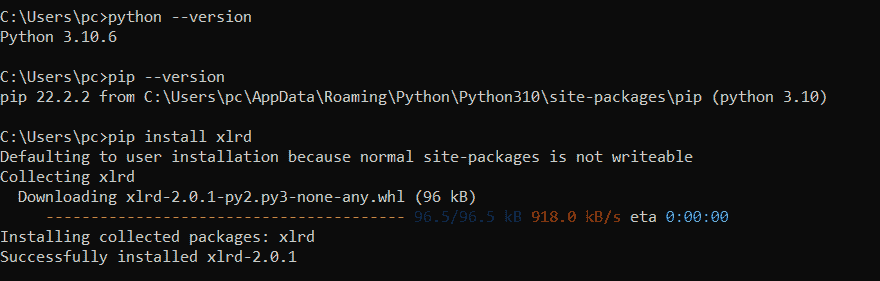 C:\Users\pc>python --version
Python 3.10.6
C:\Users\pc>pip --version
pip 22.2.2 from C:\Users\pc\AppData\Roaming\Python\Python310\site-packages\pip (python 3.10)
C:\Users\pc>pip install xlrd
Defaulting to user installation because normal site-packages is not writeable
Collecting xlrd
  Downloading xlrd-2.0.1-py2.py3-none-any.whl (96 kB)
     ---------------------------------------- 96.5/96.5 kB 918.0 kB/s eta 0:00:00
Installing collected packages: xlrd
Successfully installed xlrd-2.0.1